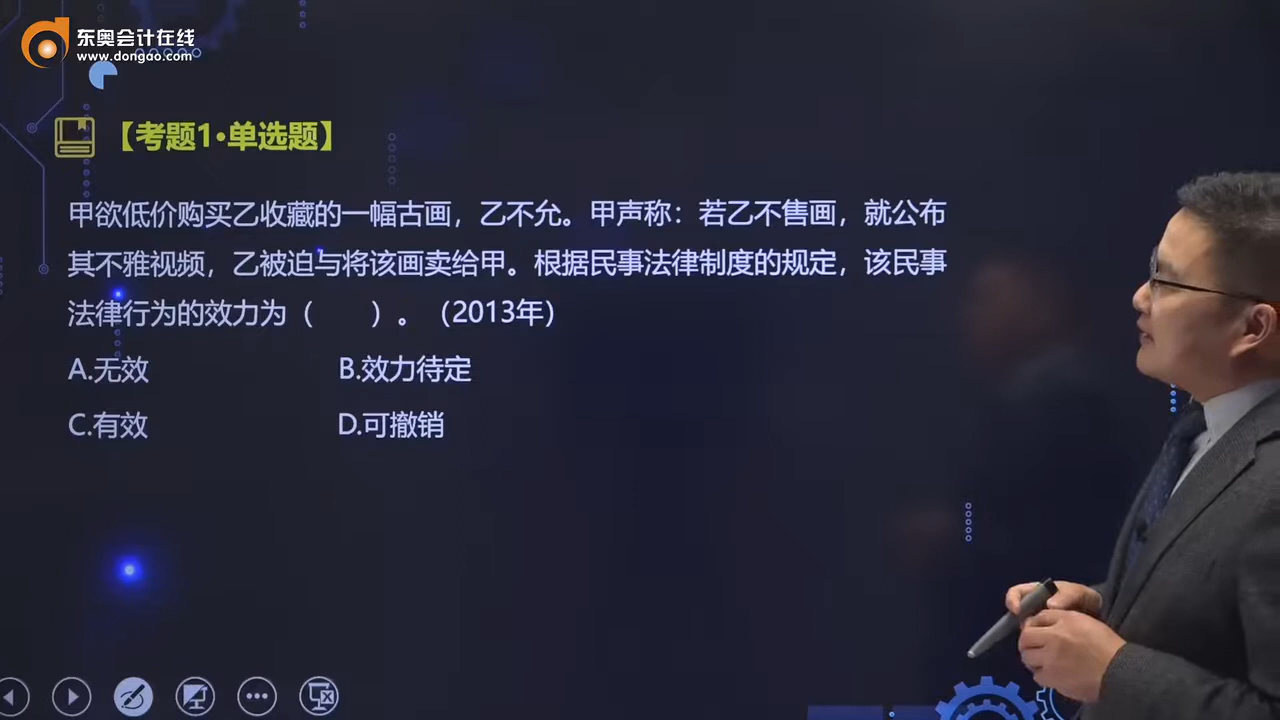 东奥会计在线
www.dongao.com
【考题1•单选题】
甲欲低价购买乙收藏的一幅古画，乙不允。甲声称：若乙不售画，就公布
其不雅视频，乙被迫与将该画卖给甲。根据民事法律制度的规定，该民事
法律行为的效力为（　　）。（2013年）
A.无效　　B.效力待定
C.有效　　D.可撤销